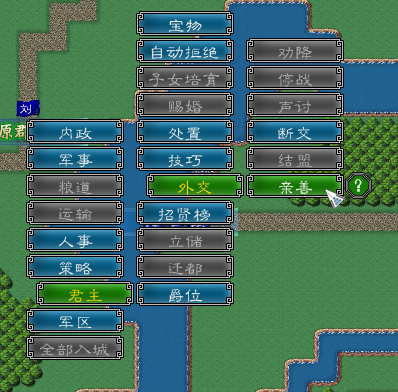 宝物
自动拒绝 劝降
子女培育 停战
刘
赐婚 声讨
原君
内政 处置 断交
军事 技巧 结盟
粮道 外交 亲善 ?
运输 招贤榜
人事 立储
策略 迁都
君主 爵位
军区
全部入城